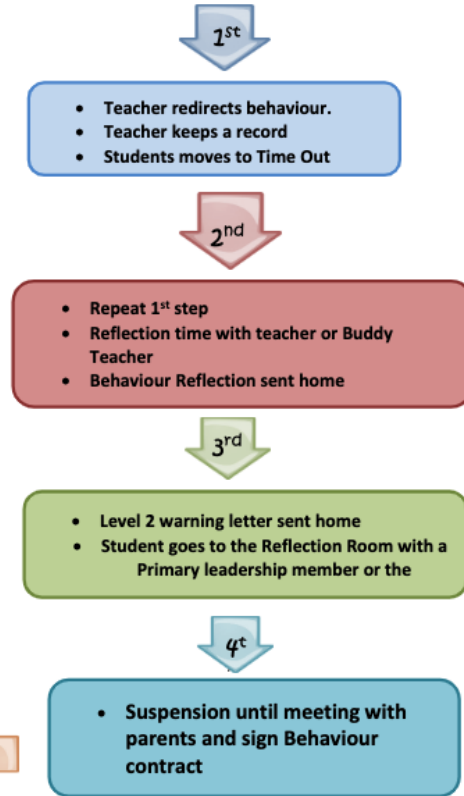 1st
• Teacher redirects behaviour.
• Teacher keeps a record
• Students moves to Time Out
2nd
• Repeat 1st step
• Reflection time with teacher or Buddy
Teacher
• Behaviour Reflection sent home
3rd
• Level 2 warning letter sent home
• Student goes to the Reflection Room with a
Primary leadership member or the
4t
• Suspension until meeting with
parents and sign Behaviour
contract